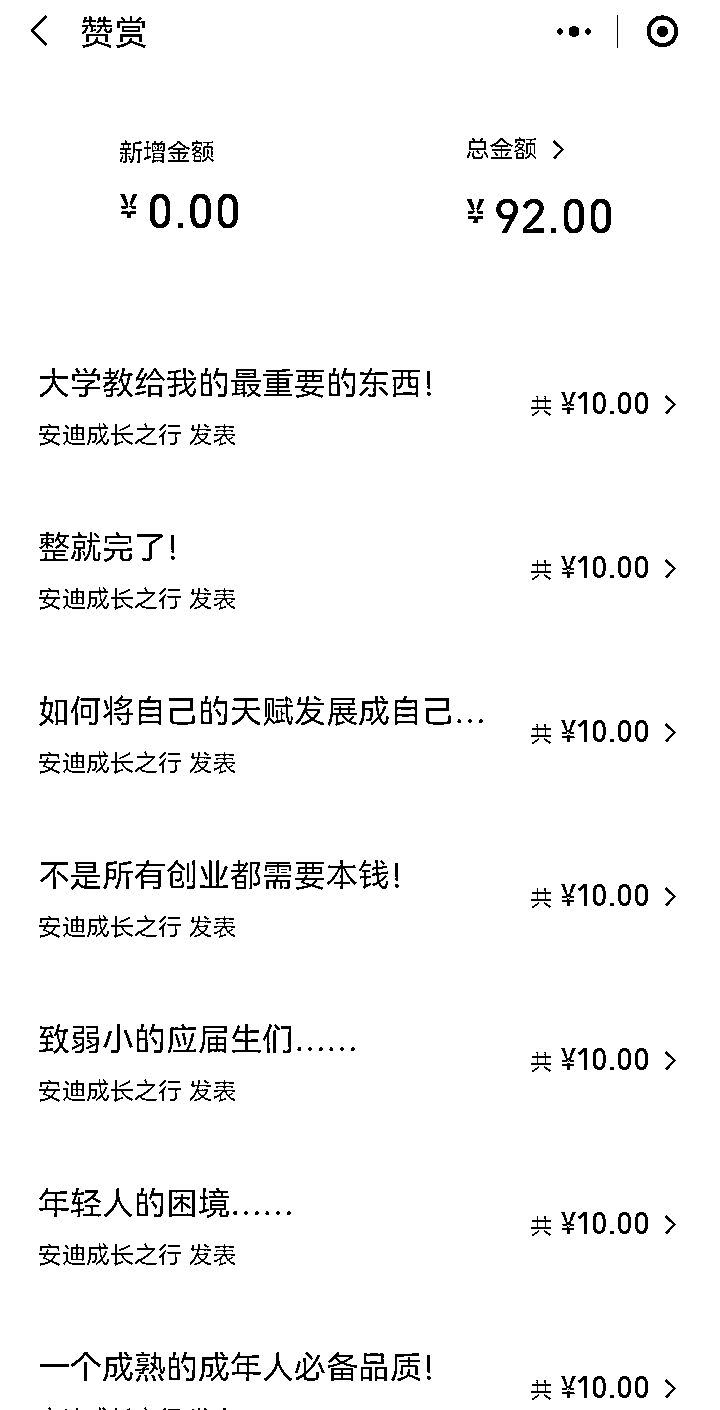 赞赏
新增金额
总金额
¥ 0.00
¥ 92.00
大学教给我的最重要的东西！
共 ¥10.00
安迪成长之行 发表
整就完了！
共 ¥10.00
安迪成长之行 发表
如何将自己的天赋发展成自己...
共 ¥10.00
安迪成长之行 发表
不是所有创业都需要本钱！
共 ¥10.00
安迪成长之行 发表
致弱小的应届生们……
共 ¥10.00
安迪成长之行 发表
年轻人的困境……
共 ¥10.00
安迪成长之行 发表
一个成熟的成年人必备品质！
共 ¥10.00